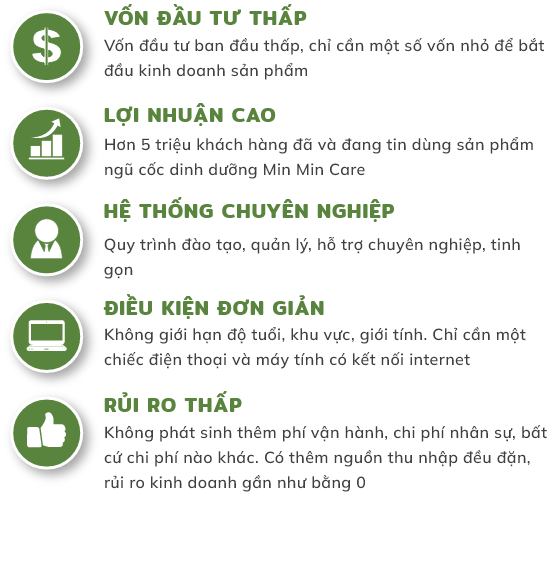 VỐN ĐẦU TƯ THẤP
Vốn đầu tư ban đầu thấp, chỉ cần một số vốn nhỏ để bắt
đầu kinh doanh sản phẩm
LỢI NHUẬN CAO
Hơn 5 triệu khách hàng đã và đang tin dùng sản phẩm
ngũ cốc dinh dưỡng Min Min Care
HỆ THỐNG CHUYÊN NGHIỆP
Quy trình đào tạo, quản lý, hỗ trợ chuyên nghiệp, tinh
gọn
ĐIỀU KIỆN ĐƠN GIẢN
Không giới hạn độ tuổi, khu vực, giới tính. Chỉ cần một
chiếc điện thoại và máy tính có kết nối internet
RỦI RO THẤP
Không phát sinh thêm phí vận hành, chi phí nhân sự, bất
cứ chi phí nào khác. Có thêm nguồn thu nhập đều đặn,
rủi ro kinh doanh gần như bằng 0